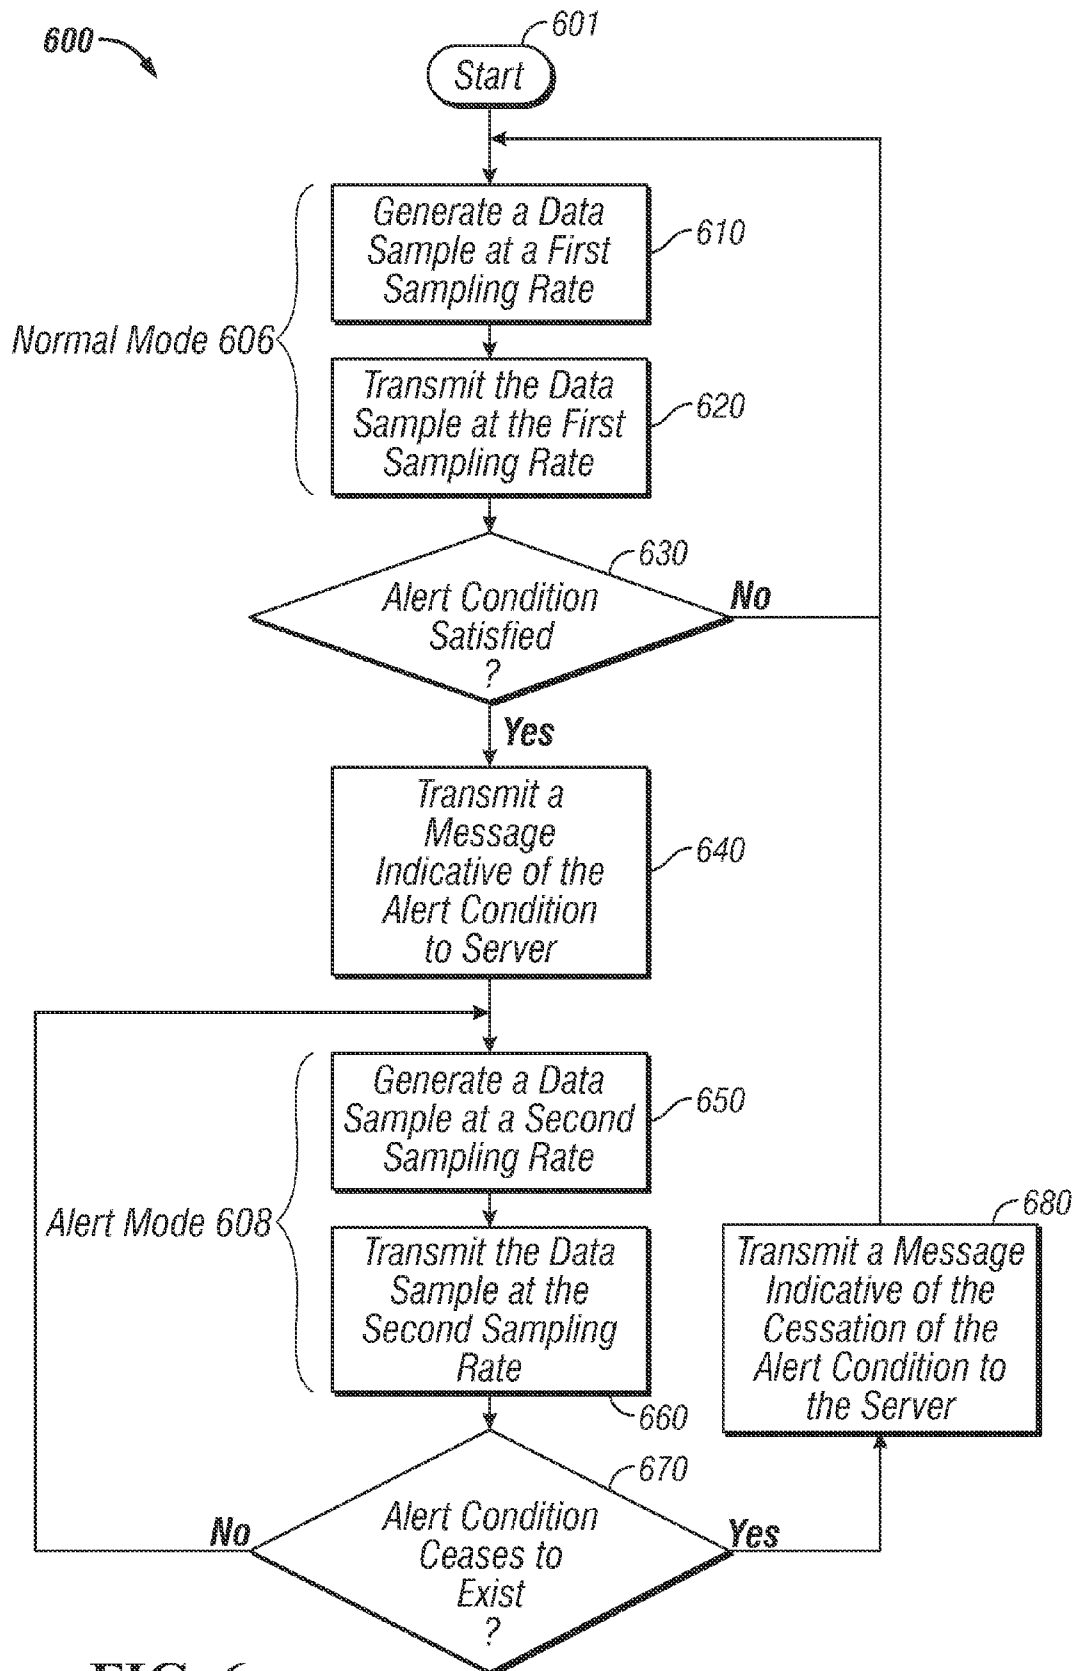 600
601
Start
Generate a Data
Sample at a First
Sampling Rate
610
Normal Mode 606
Transmit the Data
Sample at the First
Sampling Rate
620
630
Alert Condition
Satisfied
?
No
Yes
Transmit a
Message
Indicative of the
Alert Condition
to Server
640
Generate a Data
Sample at a Second
Sampling Rate
650
Alert Mode 608
Transmit the Data
Sample at the
Second Sampling
Rate
660
680
Transmit a Message
Indicative of the
Cessation of the
Alert Condition to
the Server
670
Alert Condition
Ceases to
Exist
?
No
Yes
FIG. 6